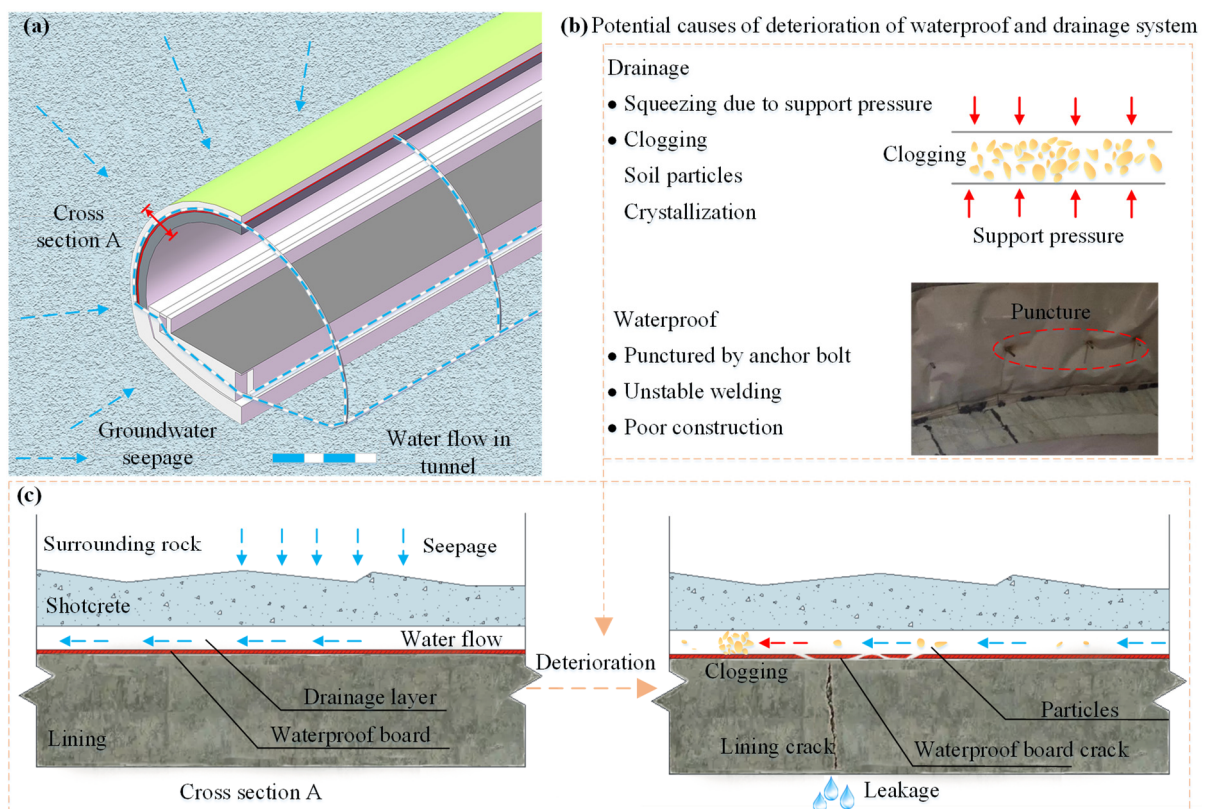 (a)
Cross
section A
Groundwater
seepage
Water flow in
tunnel
(b) Potential causes of deterioration of waterproof and drainage system
Drainage
• Squeezing due to support pressure
• Clogging
Soil particles
Crystallization
Clogging
Support pressure
Waterproof
• Punctured by anchor bolt
• Unstable welding
• Poor construction
Puncture
(c)
Surrounding rock
Seepage
Shotcrete
Water flow
Drainage layer
Waterproof board
Lining
Cross section A
Deterioration
Clogging
Particles
Lining crack
Waterproof board crack
Leakage